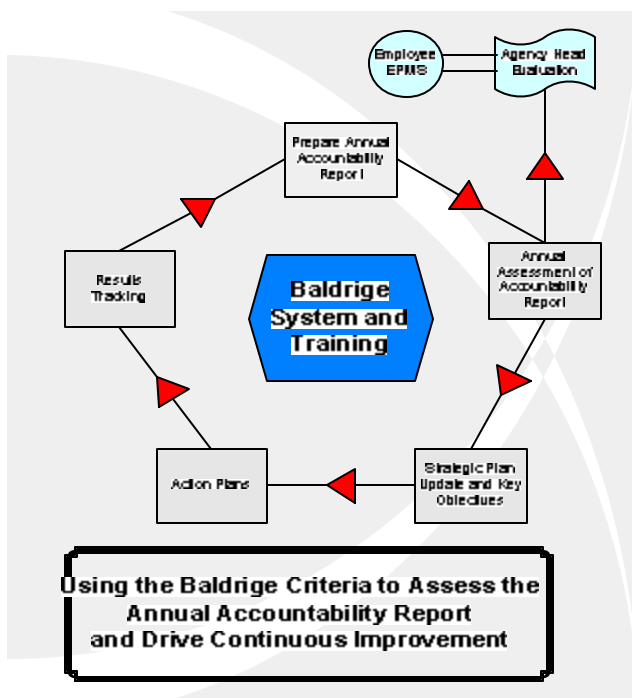 Employee
EPMS
Agency Head
Evaluation
Prepare Annual
Accountability
Report
Annual
Assessment of
Accountability
Report
Results
Tracking
Baldrige
System and
Training
Action Plans
Strategic Plan
Update and Key
Objectives
Using the Baldrige Criteria to Assess the
Annual Accountability Report
and Drive Continuous Improvement